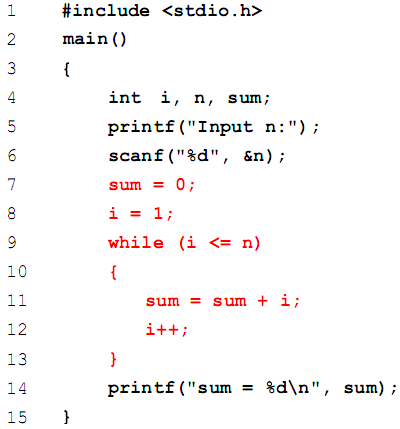 1 #include <stdio.h>
2 main()
3 {
4 int i, n, sum;
5 printf("Input n:");
6 scanf("%d", &n);
7 sum = 0;
8 i = 1;
9 while (i <= n)
10 {
11 sum = sum + i;
12 i++;
13 }
14 printf("sum = %d\n", sum);
15 }